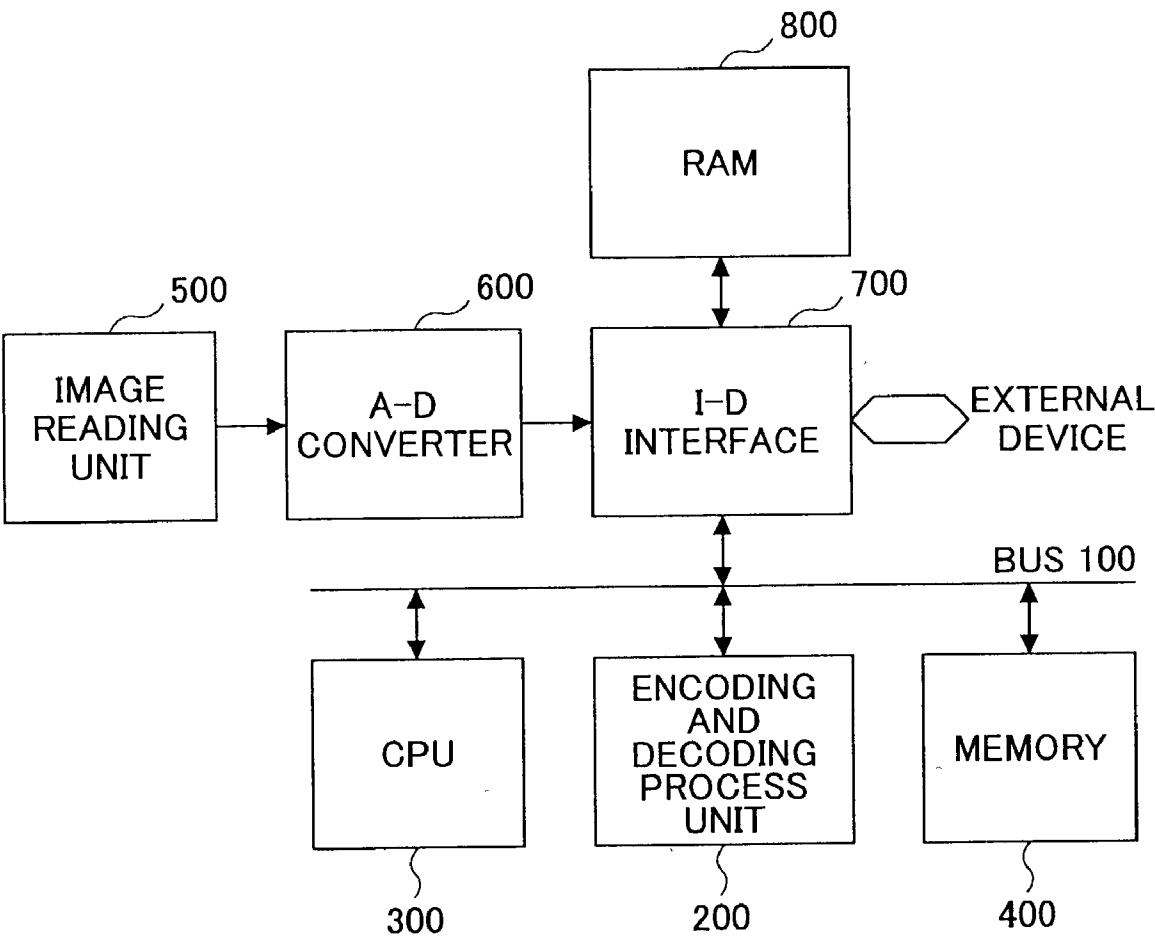 800
RAM
500
600
700
IMAGE
READING
UNIT
A-D
CONVERTER
I-D
INTERFACE
EXTERNAL
DEVICE
BUS 100
CPU
ENCODING
AND
DECODING
PROCESS
UNIT
MEMORY
300
200
400